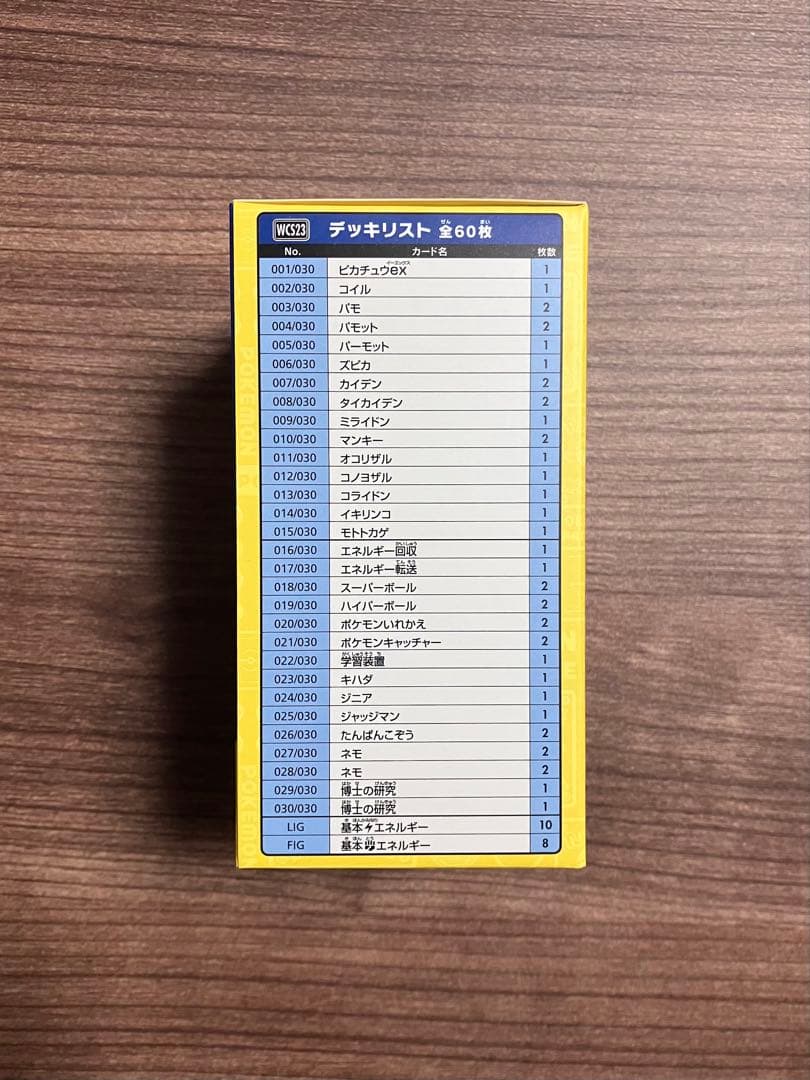 WCS23 デッキリスト 全60枚
No. カード名 枚数
001/030 ピカチュウex 1
002/030 コイル 1
003/030 パモ 2
004/030 パモット 2
005/030 パーモット 1
006/030 ズピカ 1
007/030 カイデン 2
008/030 タイカイデン 2
009/030 ミライドン 1
010/030 マンキー 2
011/030 オコリザル 1
012/030 コノヨザル 1
013/030 コライドン 1
014/030 イキリンコ 1
015/030 モトトカゲ 1
016/030 エネルギー回収 1
017/030 エネルギー転送 1
018/030 スーパーボール 2
019/030 ハイパーボール 2
020/030 ポケモンいれかえ 2
021/030 ポケモンキャッチャー 2
022/030 学習装置 1
023/030 キハダ 1
024/030 ジニア 1
025/030 ジャッジマン 1
026/030 たんぱんこぞう 2
027/030 ネモ 2
028/030 ネモ 2
029/030 博士の研究 1
030/030 博士の研究 1
LIG 基本エネルギー 10
FIG 基本エネルギー 8
POKÉMON